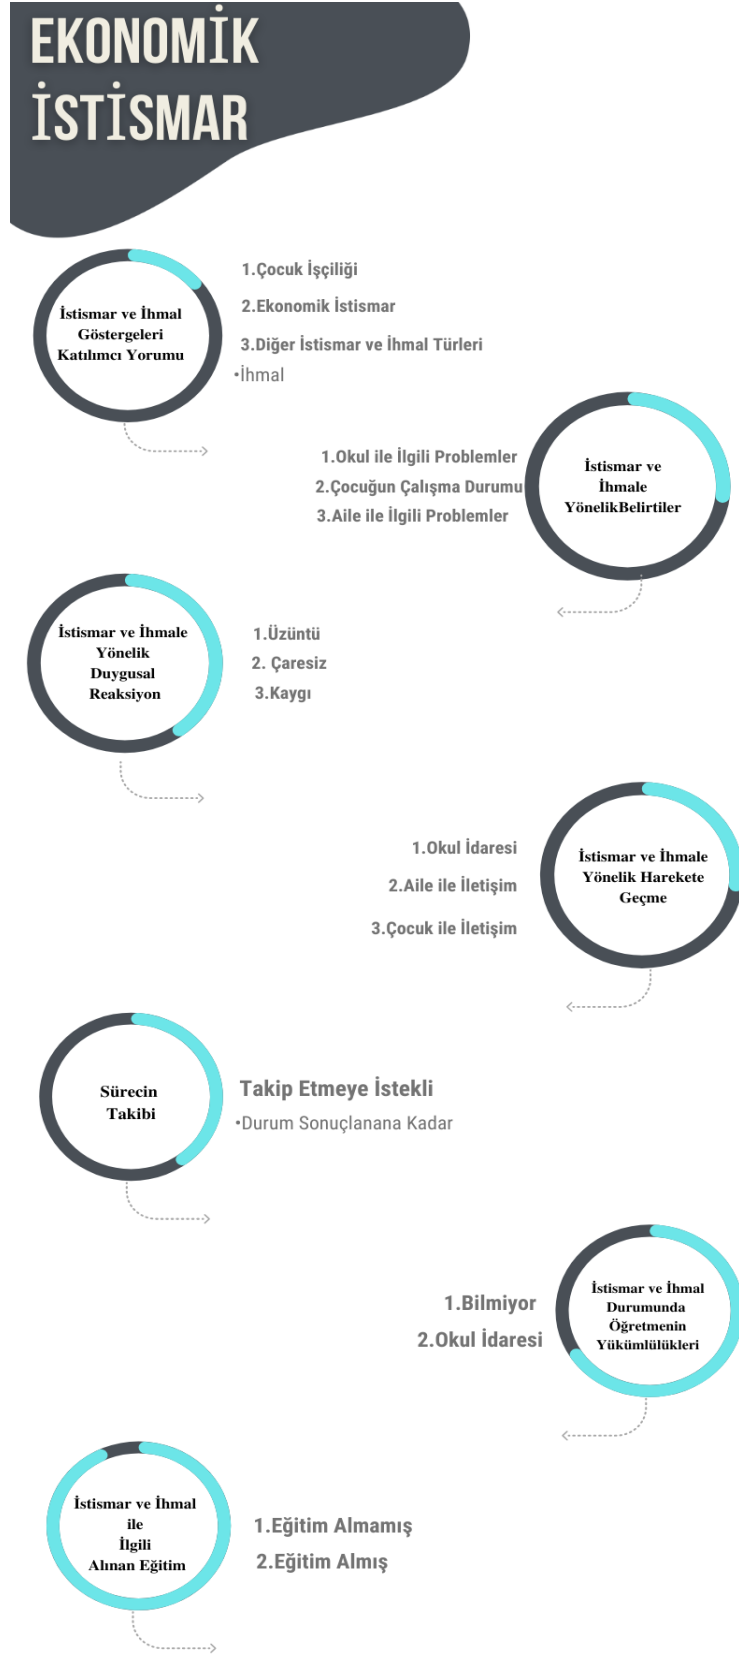 EKONOMİK
İSTİSMAR
İstismar ve İhmal
Göstergeleri
Katılımcı Yorumu
1.Çocuk İşçiliği
2.Ekonomik İstismar
3.Diğer İstismar ve İhmal Türleri
•İhmal
1.Okul ile İlgili Problemler
2.Çocuğun Çalışma Durumu
3.Aile ile İlgili Problemler
İstismar ve
İhmale
YönelikBelirtiler
İstismar ve İhmale
Yönelik
Duygusal
Reaksiyon
1.Üzüntü
2. Çaresiz
3.Kaygı
1.Okul İdaresi
2.Aile ile İletişim
3.Çocuk ile İletişim
İstismar ve İhmale
Yönelik Harekete
Geçme
Sürecin
Takibi
Takip Etmeye İstekli
•Durum Sonuçlanana Kadar
1.Bilmiyor
2.Okul İdaresi
İstismar ve İhmal
Durumunda
Öğretmenin
Yükümlülükleri
İstismar ve İhmal
ile
İlgili
Alınan Eğitim
1.Eğitim Almamış
2.Eğitim Almış